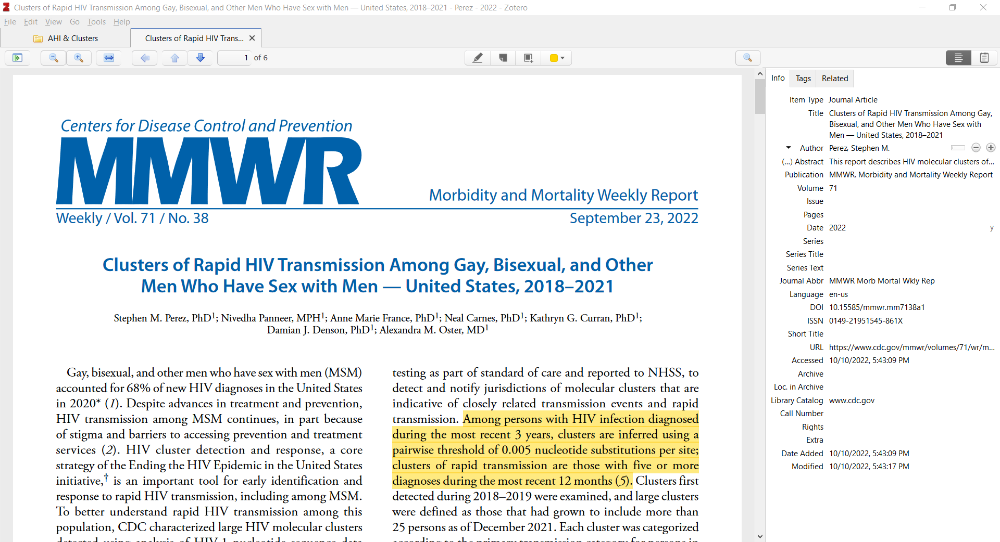 Clusters of Rapid HIV Transmission Among Gay, Bisexual, and Other Men Who Have Sex with Men — United States, 2018–2021 - Perez - 2022 - Zotero
File Edit View Go Tools Help
AHI & Clusters
Clusters of Rapid HIV Trans...
1 of 6
Centers for Disease Control and Prevention
MMWR
Morbidity and Mortality Weekly Report
Weekly / Vol. 71 / No. 38
September 23, 2022
Clusters of Rapid HIV Transmission Among Gay, Bisexual, and Other
Men Who Have Sex with Men — United States, 2018–2021
Stephen M. Perez, PhD1; Nivedha Panneer, MPH1; Anne Marie France, PhD1; Neal Carnes, PhD1; Kathryn G. Curran, PhD1;
Damian J. Denson, PhD1; Alexandra M. Oster, MD1
Gay, bisexual, and other men who have sex with men (MSM)
accounted for 68% of new HIV diagnoses in the United States
in 2020* (1). Despite advances in treatment and prevention,
HIV transmission among MSM continues, in part because
of stigma and barriers to accessing prevention and treatment
services (2). HIV cluster detection and response, a core
strategy of the Ending the HIV Epidemic in the United States
initiative,† is an important tool for early identification and
response to rapid HIV transmission, including among MSM.
To better understand rapid HIV transmission among this
population, CDC characterized large HIV molecular clusters
detected using analysis of HIV-1 nucleotide sequence data
testing as part of standard of care and reported to NHSS, to
detect and notify jurisdictions of molecular clusters that are
indicative of closely related transmission events and rapid
transmission. Among persons with HIV infection diagnosed
during the most recent 3 years, clusters are inferred using a
pairwise threshold of 0.005 nucleotide substitutions per site;
clusters of rapid transmission are those with five or more
diagnoses during the most recent 12 months (5). Clusters first
detected during 2018–2019 were examined, and large clusters
were defined as those that had grown to include more than
25 persons as of December 2021. Each cluster was categorized
according to the primary transmission category for persons in
Info Tags Related
Item Type Journal Article
Title Clusters of Rapid HIV Transmission Among Gay,
Bisexual, and Other Men Who Have Sex with
Men — United States, 2018–2021
Author Perez, Stephen M.
(...) Abstract This report describes HIV molecular clusters of...
Publication MMWR. Morbidity and Mortality Weekly Report
Volume 71
Issue
Pages
Date 2022 y
Series
Series Title
Series Text
Journal Abbr MMWR Morb Mortal Wkly Rep
Language en-us
DOI 10.15585/mmwr.mm7138a1
ISSN 0149-21951545-861X
Short Title
URL https://www.cdc.gov/mmwr/volumes/71/wr/m...
Accessed 10/10/2022, 5:43:09 PM
Archive
Loc. in Archive
Library Catalog www.cdc.gov
Call Number
Rights
Extra
Date Added 10/10/2022, 5:43:09 PM
Modified 10/10/2022, 5:43:17 PM